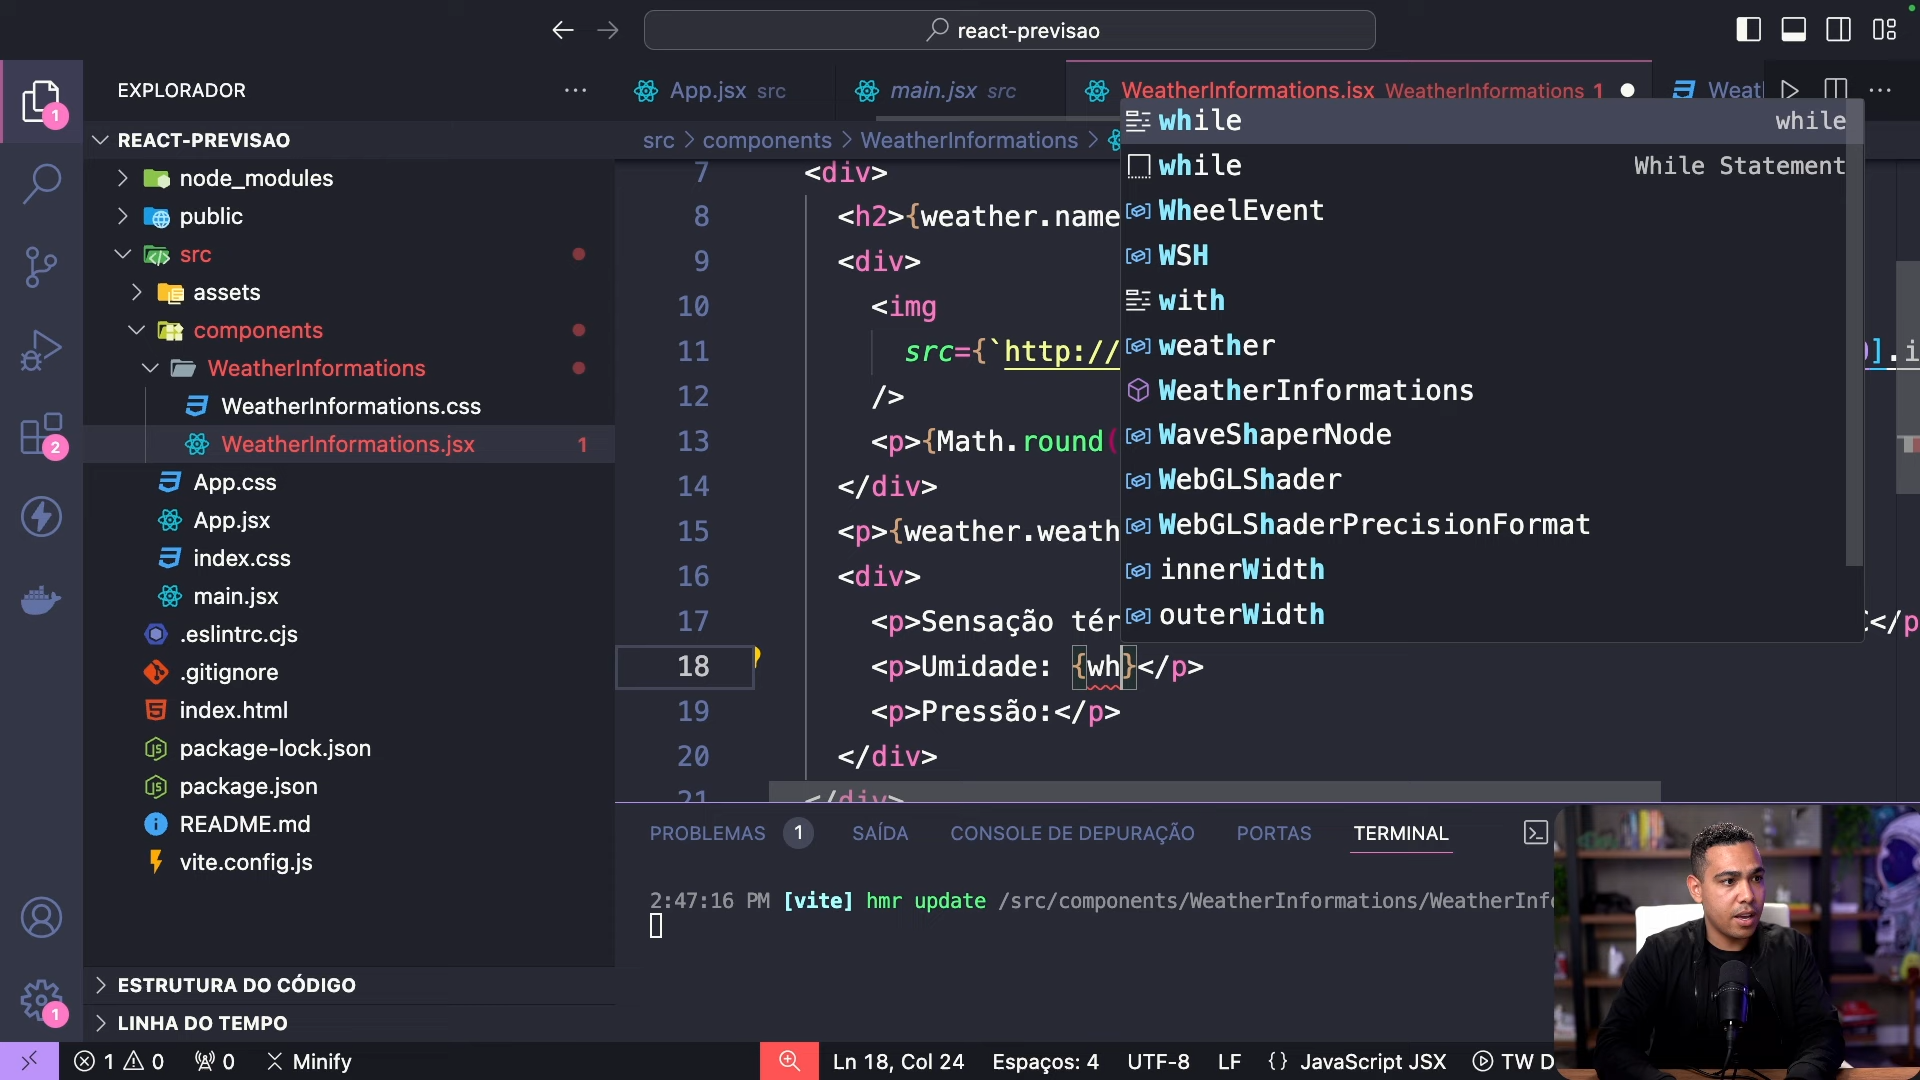 react-previsao
EXPLORADOR
REACT-PREVISAO
node_modules
public
src
assets
components
WeatherInformations
WeatherInformations.css
WeatherInformations.jsx 1
App.css
App.jsx
index.css
main.jsx
.eslintrc.cjs
.gitignore
index.html
package-lock.json
package.json
README.md
vite.config.js
ESTRUTURA DO CÓDIGO
LINHA DO TEMPO
1
2
1
App.jsx src
main.jsx src
WeatherInformations.jsx WeatherInformations 1
src > components > WeatherInformations >
7 <div>
8 <h2>{weather.name
9 <div>
10 <img
11 src={`http:// ].i
12 />
13 <p>{Math.round(
14 </div>
15 <p>{weather.weath
16 <div>
17 <p>Sensação tér </p
18 <p>Umidade: {wh}</p>
19 <p>Pressão:</p>
20 </div>
21 </div>
while while
while While Statement
WheelEvent
WSH
with
weather
WeatherInformations
WaveShaperNode
WebGLShader
WebGLShaderPrecisionFormat
innerWidth
outerWidth
PROBLEMAS 1 SAÍDA CONSOLE DE DEPURAÇÃO PORTAS TERMINAL
2:47:16 PM [vite] hmr update /src/components/WeatherInformations/WeatherInfo
1 0 0 Minify Ln 18, Col 24 Espaços: 4 UTF-8 LF {} JavaScript JSX TW D